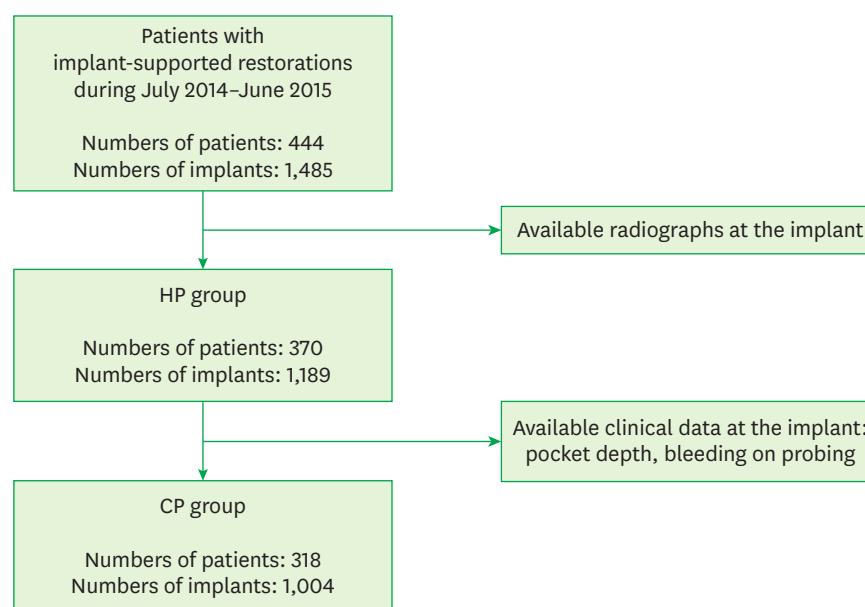 Patients with
implant-supported restorations
during July 2014–June 2015
Numbers of patients: 444
Numbers of implants: 1,485
Available radiographs at the implant
HP group
Numbers of patients: 370
Numbers of implants: 1,189
Available clinical data at the implant:
pocket depth, bleeding on probing
CP group
Numbers of patients: 318
Numbers of implants: 1,004